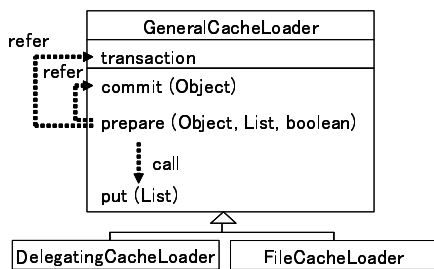 GeneralCacheLoader
refer
transaction
refer
commit (Object)
prepare (Object, List, boolean)
call
put (List)
DelegatingCacheLoader
FileCacheLoader